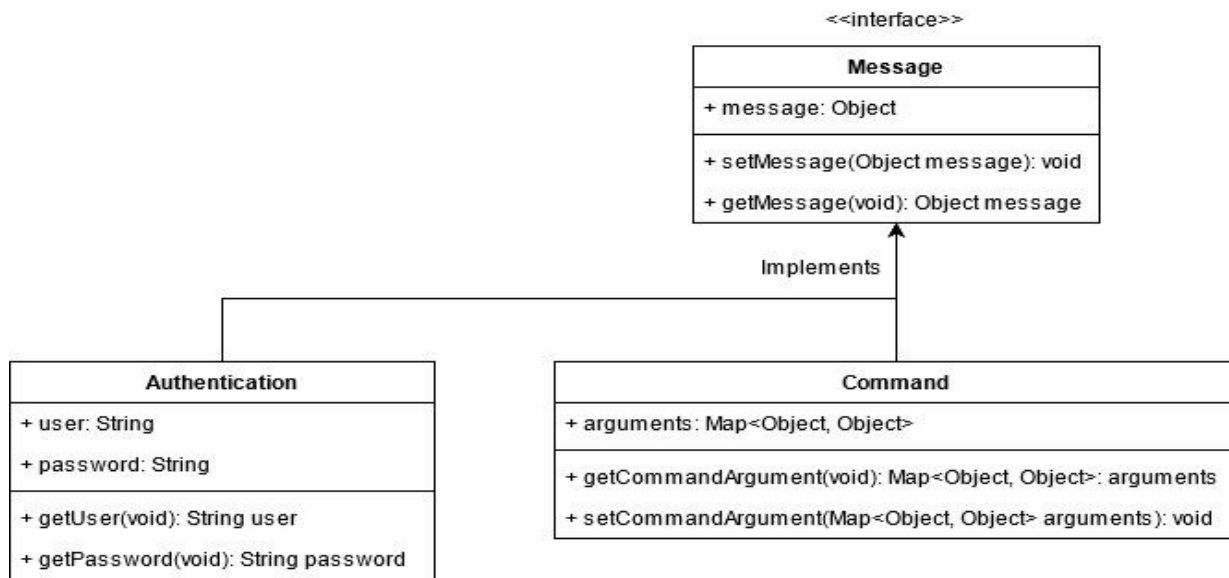 <<interface>>
Message
+ message: Object
+ setMessage(Object message): void
+ getMessage(void): Object message
Implements
Authentication
+ user: String
+ password: String
+ getUser(void): String user
+ getPassword(void): String password
Command
+ arguments: Map<Object, Object>
+ getCommandArgument(void): Map<Object, Object>: arguments
+ setCommandArgument(Map<Object, Object> arguments): void